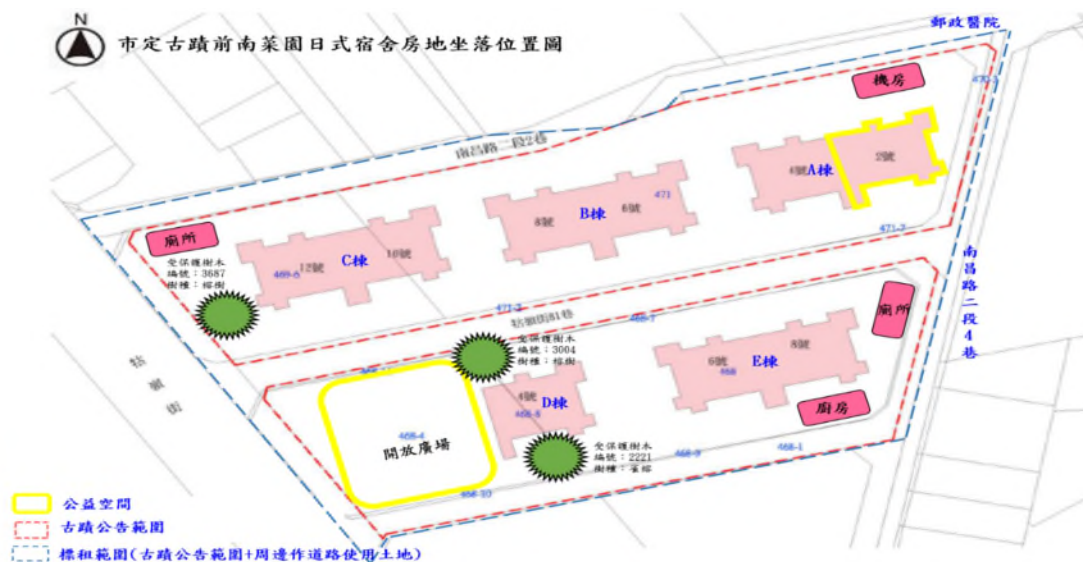 N
市定古蹟前南菜園日式宿舍房地坐落位置圖
郵政醫院
機房
南昌路二段2巷
2號
4號
A棟
471
6號
B棟
8號
471-2
廁所
10號
C棟
12號
469-5
受保護樹木
編號:3687
樹種:榕樹
471-2
牯嶺街81巷
468-7
南昌路二段4巷
廁所
受保護樹木
編號:3004
樹種:榕樹
8號
E棟
6號
468
牯嶺街
4號
D棟
468-8
廚房
468-4
開放廣場
受保護樹木
編號:2221
樹種:雀榕
468-9
468-1
468-10
公益空間
古蹟公告範圍
標租範圍(古蹟公告範圍+周邊作道路使用土地)